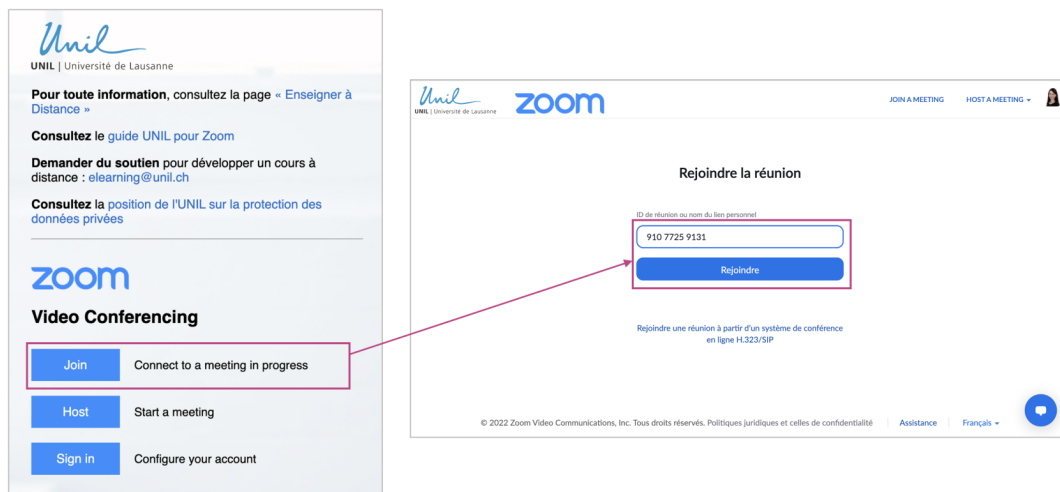 Unil
UNIL | Université de Lausanne
Pour toute information, consultez la page « Enseigner à
Distance »
Consultez le guide UNIL pour Zoom
Demander du soutien pour développer un cours à
distance : elearning@unil.ch
Consultez la position de l'UNIL sur la protection des
données privées
zoom
Video Conferencing
Join Connect to a meeting in progress
Host Start a meeting
Sign in Configure your account
Unil
UNIL | Université de Lausanne
zoom
JOIN A MEETING HOST A MEETING
Rejoindre la réunion
ID de réunion ou nom du lien personnel
910 7725 9131
Rejoindre
Rejoindre une réunion à partir d'un système de conférence
en ligne H.323/SIP
© 2022 Zoom Video Communications, Inc. Tous droits réservés. Politiques juridiques et celles de confidentialité Assistance Français